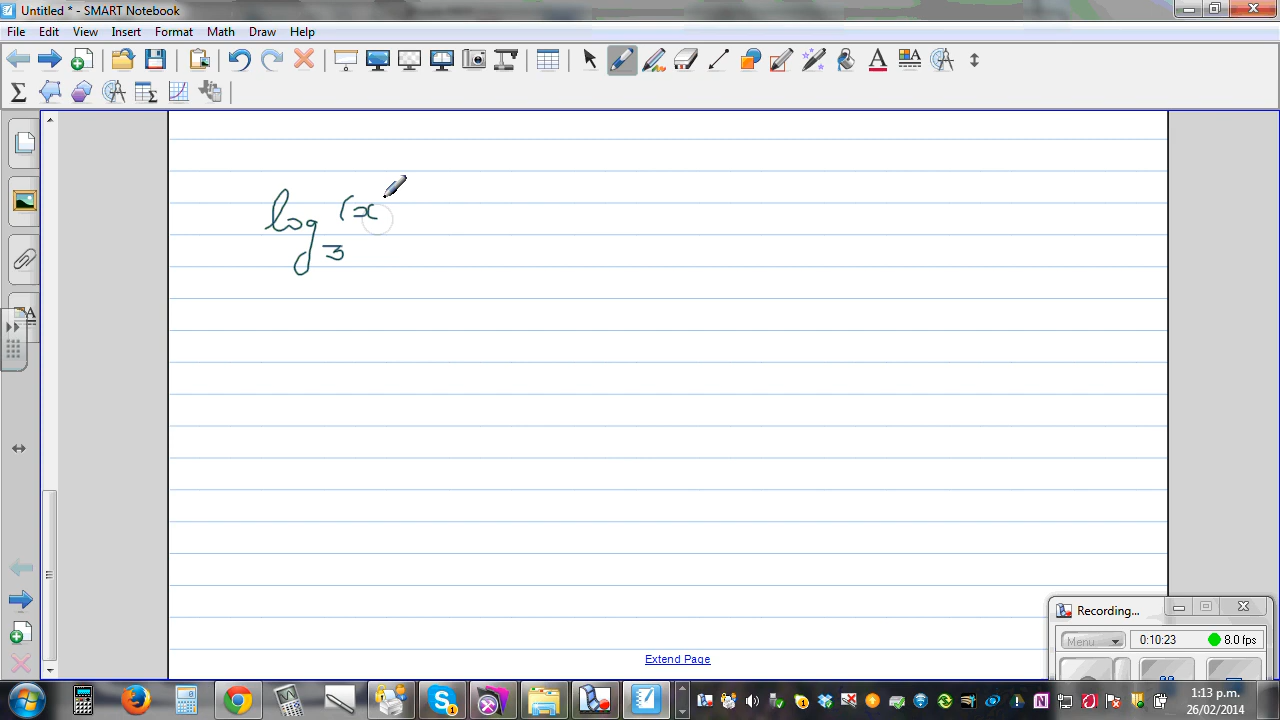 Untitled * - SMART Notebook
File Edit View Insert Format Math Draw Help
log₃ (x
Extend Page
Recording...
Menu 0:10:23 8.0 fps
1:13 p.m.
26/02/2014